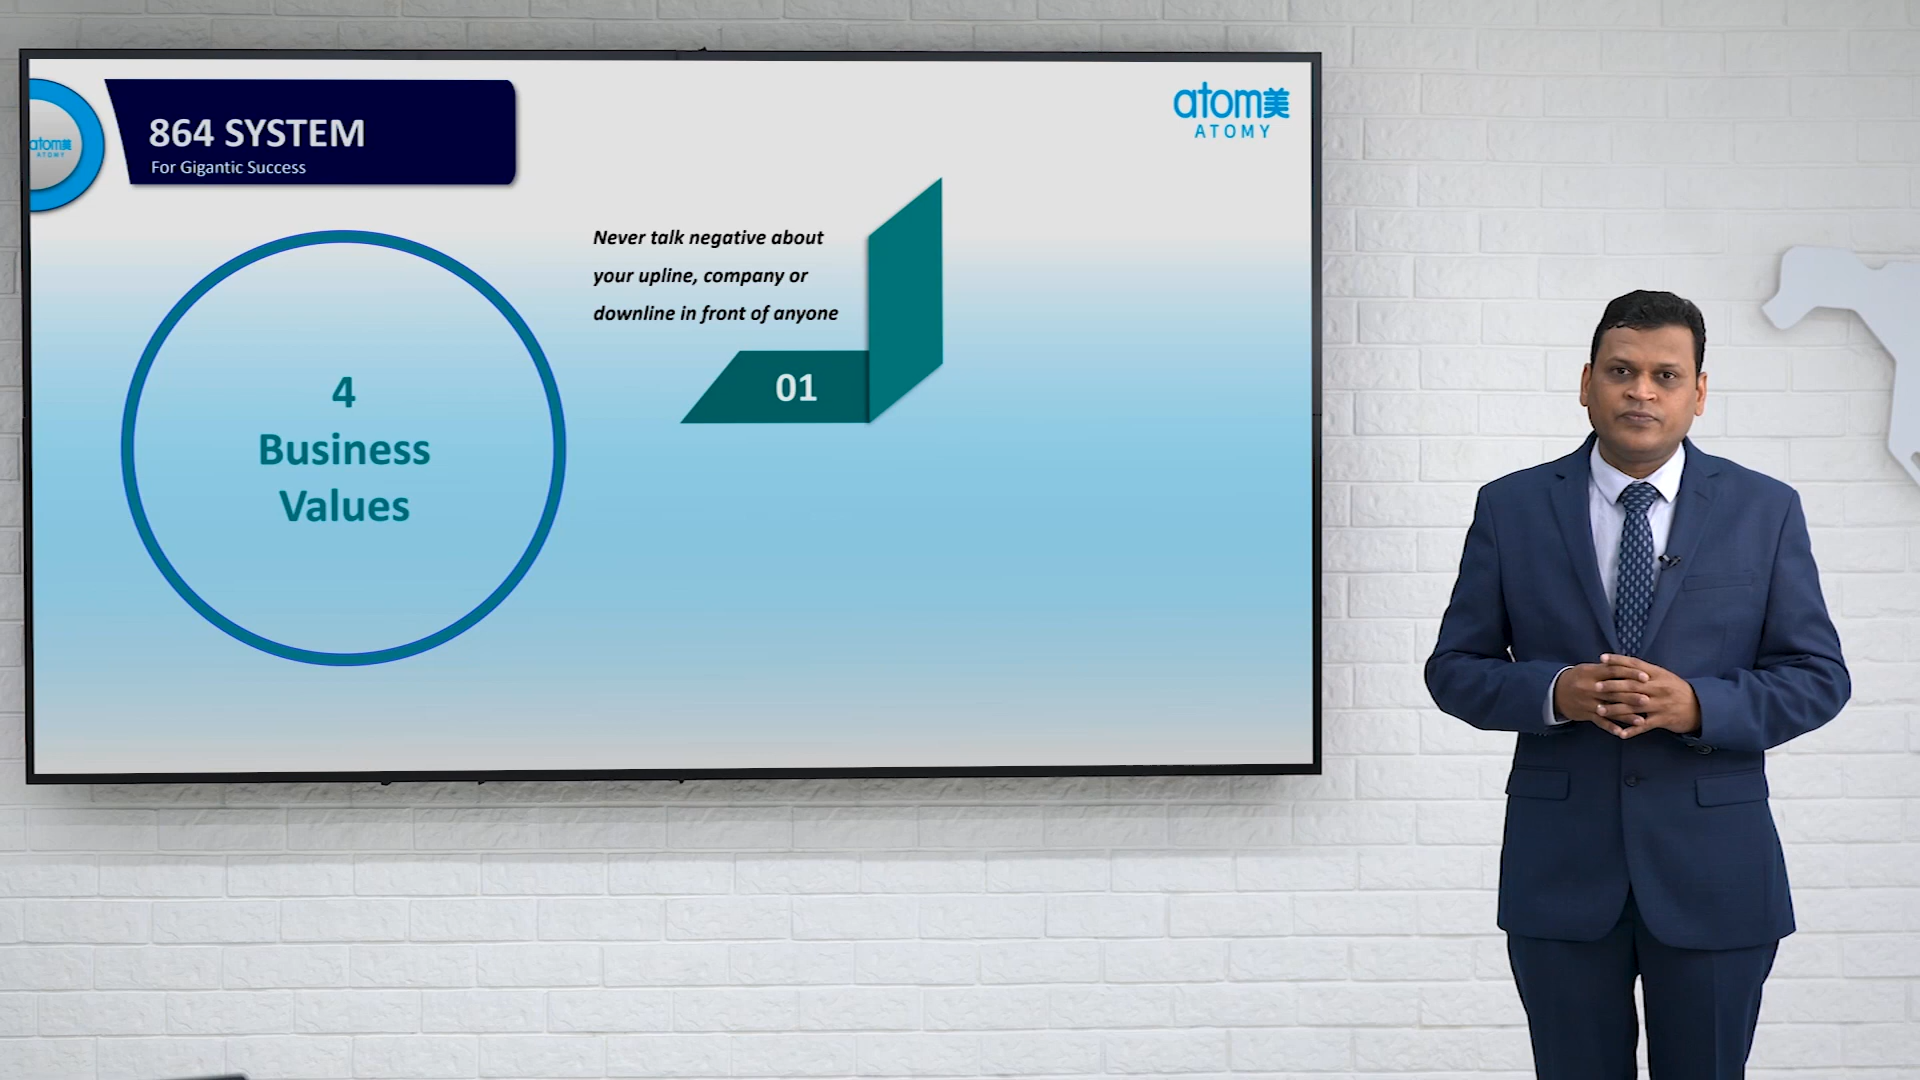 atom美
ATOMY
864 SYSTEM
For Gigantic Success
atom美
ATOMY
Never talk negative about
your upline, company or
downline in front of anyone
01
4
Business
Values